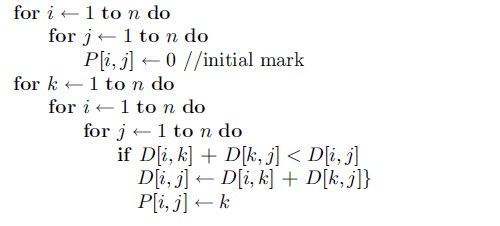 for i ← 1 to n do
for j ← 1 to n do
P[i, j] ← 0 //initial mark
for k ← 1 to n do
for i ← 1 to n do
for j ← 1 to n do
if D[i, k] + D[k, j] < D[i, j]
D[i, j] ← D[i, k] + D[k, j]}
P[i, j] ← k